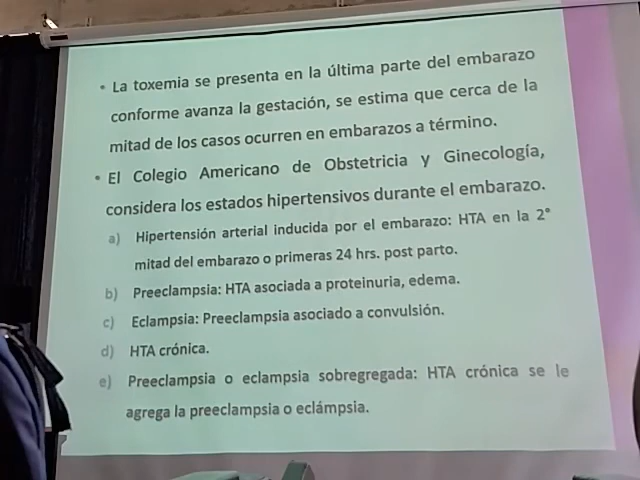 • La toxemia se presenta en la última parte del embarazo
conforme avanza la gestación, se estima que cerca de la
mitad de los casos ocurren en embarazos a término.
• El Colegio Americano de Obstetricia y Ginecología,
considera los estados hipertensivos durante el embarazo.
a) Hipertensión arterial inducida por el embarazo: HTA en la 2°
mitad del embarazo o primeras 24 hrs. post parto.
b) Preeclampsia: HTA asociada a proteinuria, edema.
c) Eclampsia: Preeclampsia asociado a convulsión.
d) HTA crónica.
e) Preeclampsia o eclampsia sobregregada: HTA crónica se le
agrega la preeclampsia o eclámpsia.